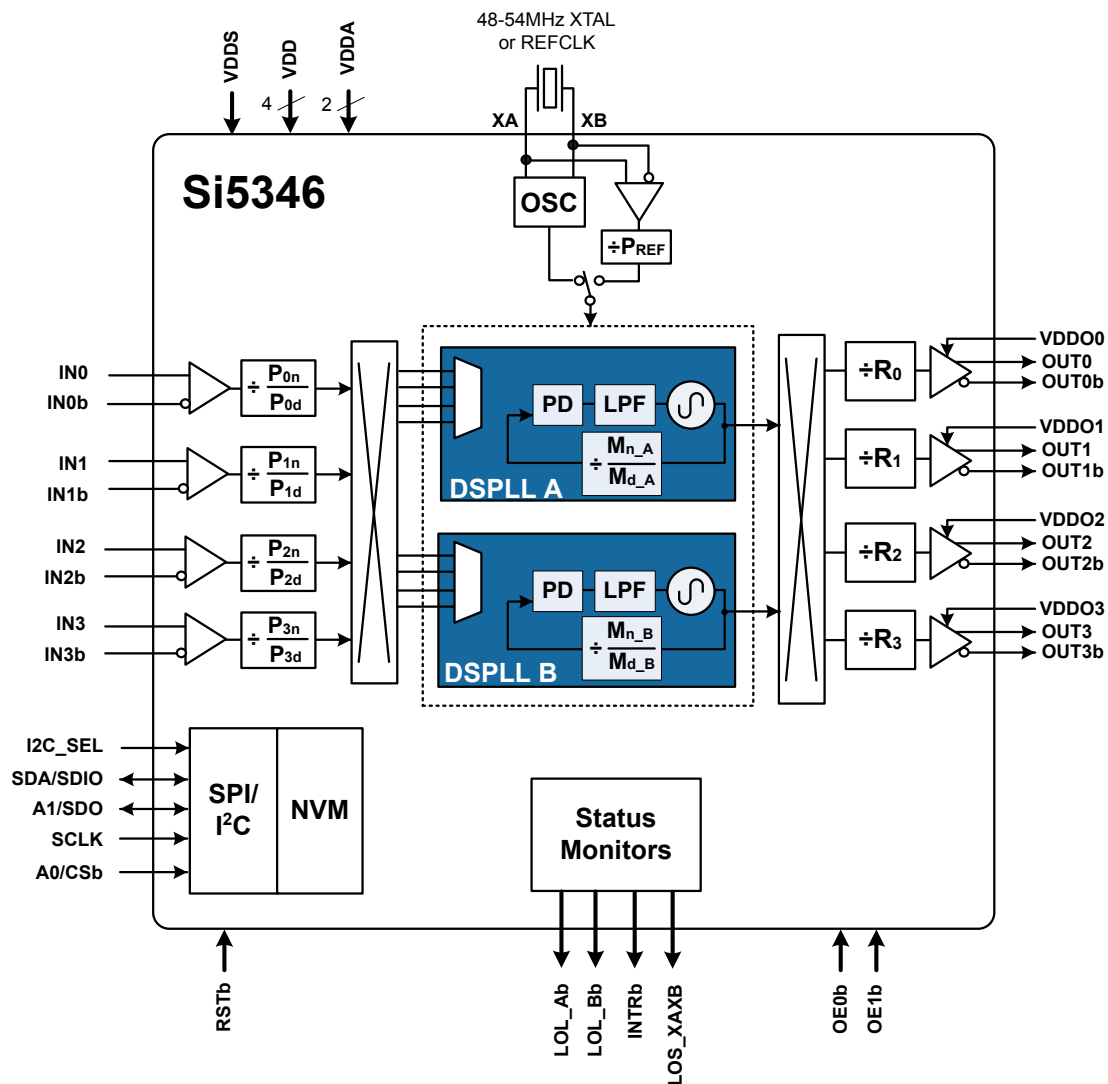 48-54MHz XTAL
or REFCLK
VDDS
VDD
VDDA
4
2
XA
XB
Si5346
OSC
÷PREF
IN0
IN0b
÷ P0n
P0d
IN1
IN1b
÷ P1n
P1d
IN2
IN2b
÷ P2n
P2d
IN3
IN3b
÷ P3n
P3d
PD
LPF
÷ Mn_A
Md_A
DSPLL A
PD
LPF
÷ Mn_B
Md_B
DSPLL B
÷R0
VDDO0
OUT0
OUT0b
÷R1
VDDO1
OUT1
OUT1b
÷R2
VDDO2
OUT2
OUT2b
÷R3
VDDO3
OUT3
OUT3b
I2C_SEL
SDA/SDIO
A1/SDO
SCLK
A0/CSb
SPI/
I²C
NVM
Status
Monitors
RSTb
LOL_Ab
LOL_Bb
INTRb
LOS_XAXB
OE0b
OE1b